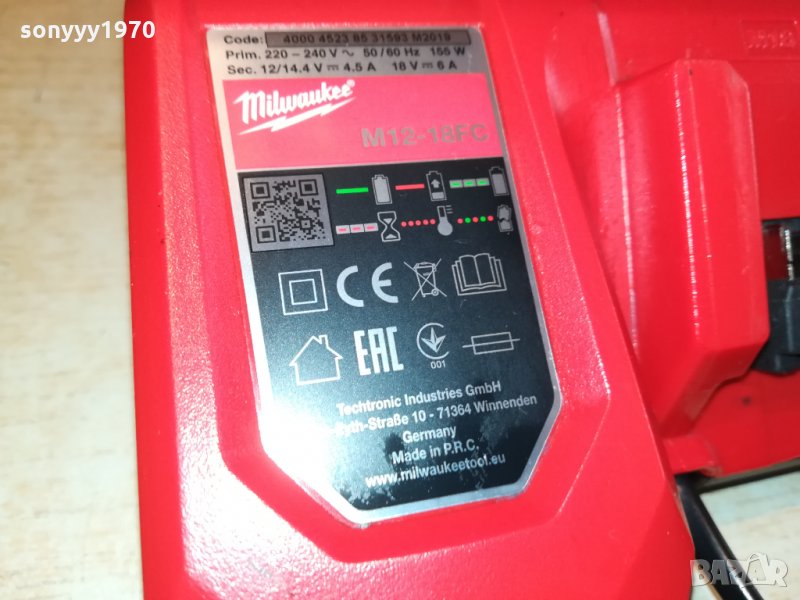 sonyyy1970
Code: 4000 4523 85 31593 M2019
Prim. 220 – 240 V ~ 50/60 Hz 155 W
Sec. 12/14,4 V ⎓ 4.5 A 18 V ⎓ 6 A
Milwaukee®
M12-18FC
CE
EAC
001
Techtronic Industries GmbH
-Straße 10 - 71364 Winnenden
Germany
Made in P.R.C.
www.milwaukeetool.eu
BAZAR